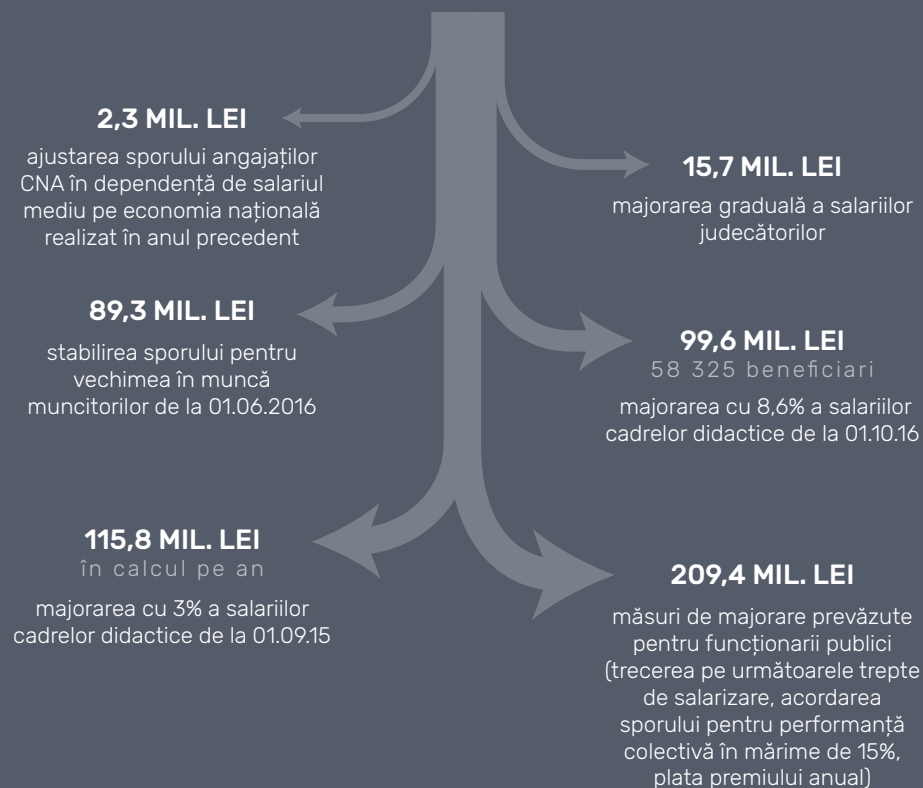 2,3 MIL. LEI
ajustarea sporului angajaților
CNA în dependență de salariul
mediu pe economia națională
realizat în anul precedent
15,7 MIL. LEI
majorarea graduală a salariilor
judecătorilor
89,3 MIL. LEI
stabilirea sporului pentru
vechimea în muncă
muncitorilor de la 01.06.2016
99,6 MIL. LEI
58 325 beneficiari
majorarea cu 8,6% a salariilor
cadrelor didactice de la 01.10.16
115,8 MIL. LEI
în calcul pe an
majorarea cu 3% a salariilor
cadrelor didactice de la 01.09.15
209,4 MIL. LEI
măsuri de majorare prevăzute
pentru funcționarii publici
(trecerea pe următoarele trepte
de salarizare, acordarea
sporului pentru performanță
colectivă în mărime de 15%,
plata premiului anual)